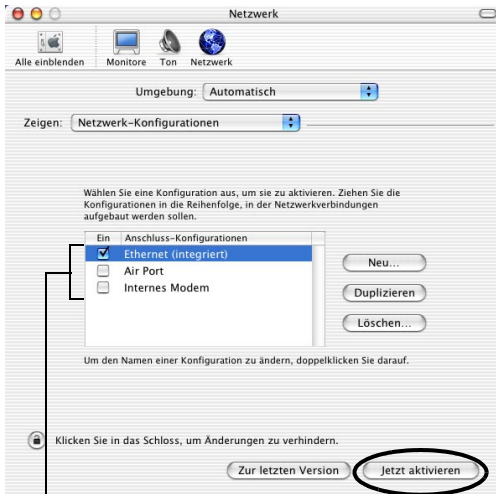 Netzwerk
Alle einblenden Monitore Ton Netzwerk
Umgebung: Automatisch
Zeigen: Netzwerk-Konfigurationen
Wählen Sie eine Konfiguration aus, um sie zu aktivieren. Ziehen Sie die
Konfigurationen in die Reihenfolge, in der Netzwerkverbindungen
aufgebaut werden sollen.
Ein Anschluss-Konfigurationen
Ethernet (integriert)
Air Port
Internes Modem
Neu...
Duplizieren
Löschen...
Um den Namen einer Konfiguration zu ändern, doppelklicken Sie darauf.
Klicken Sie in das Schloss, um Änderungen zu verhindern.
Zur letzten Version Jetzt aktivieren